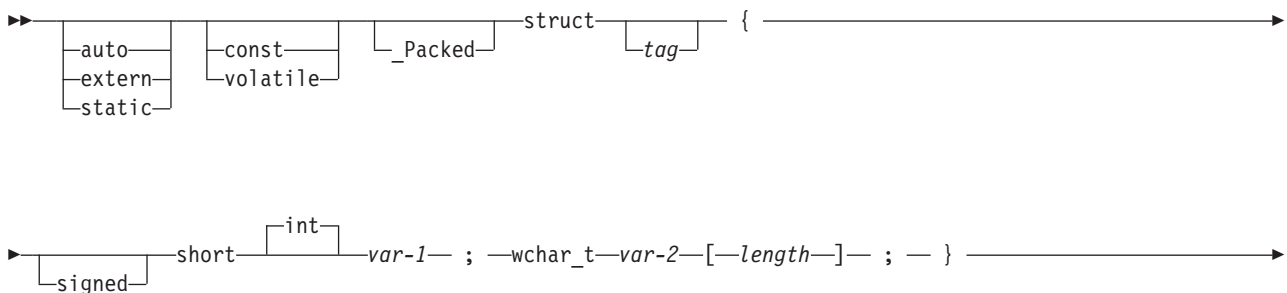 struct {
auto const _Packed tag
extern volatile
static
int
short var-1 ; wchar_t var-2 [ length ] ; }
signed